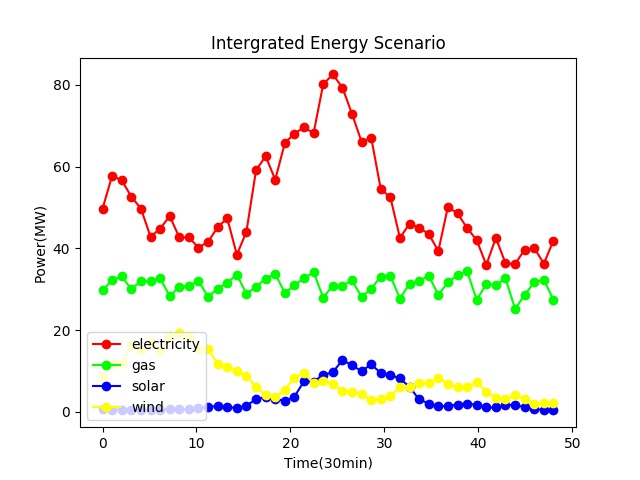 Intergrated Energy Scenario
Power(MW)
80
60
40
20
0
electricity
gas
solar
wind
0 10 20 30 40 50
Time(30min)